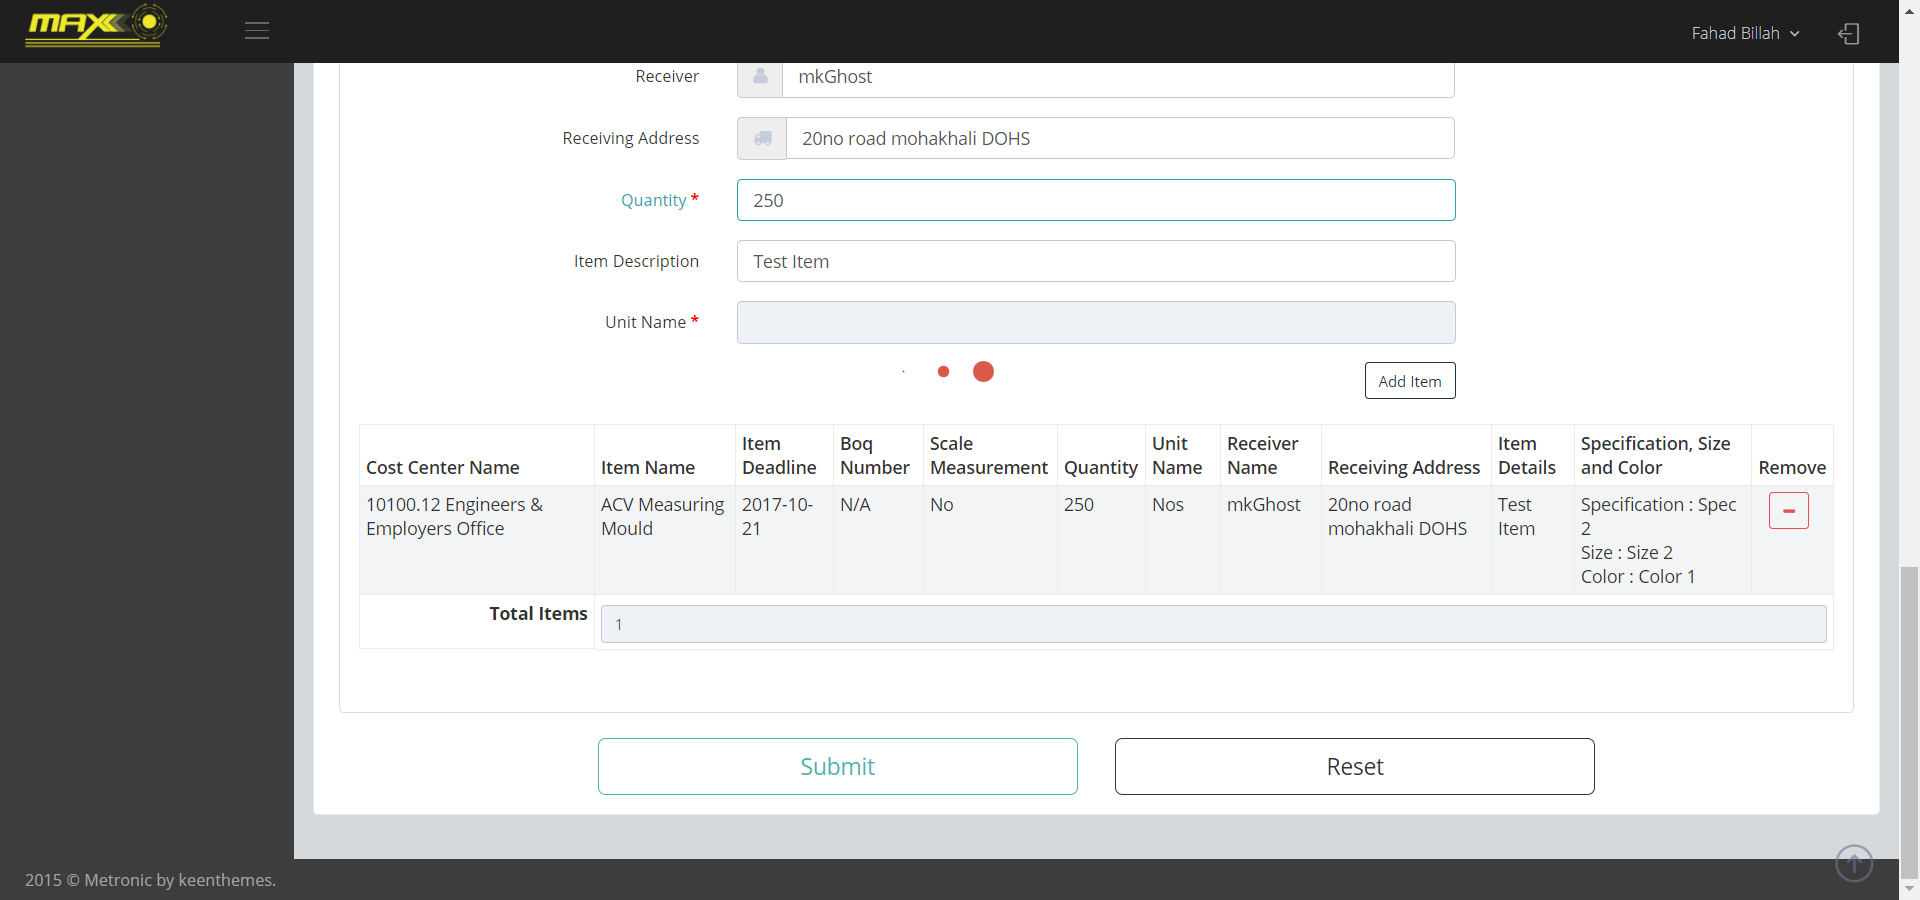 MAX
Fahad Billah
Receiver
mkGhost
Receiving Address
20no road mohakhali DOHS
Quantity *
250
Item Description
Test Item
Unit Name *
Add Item
Cost Center Name
Item Name
Item
Deadline
Boq
Number
Scale
Measurement
Quantity
Unit
Name
Receiver
Name
Receiving Address
Item
Details
Specification, Size
and Color
Remove
10100.12 Engineers &
Employers Office
ACV Measuring
Mould
2017-10-
21
N/A
No
250
Nos
mkGhost
20no road
mohakhali DOHS
Test
Item
Specification : Spec
2
Size : Size 2
Color : Color 1
Total Items
1
Submit
Reset
2015 © Metronic by keenthemes.